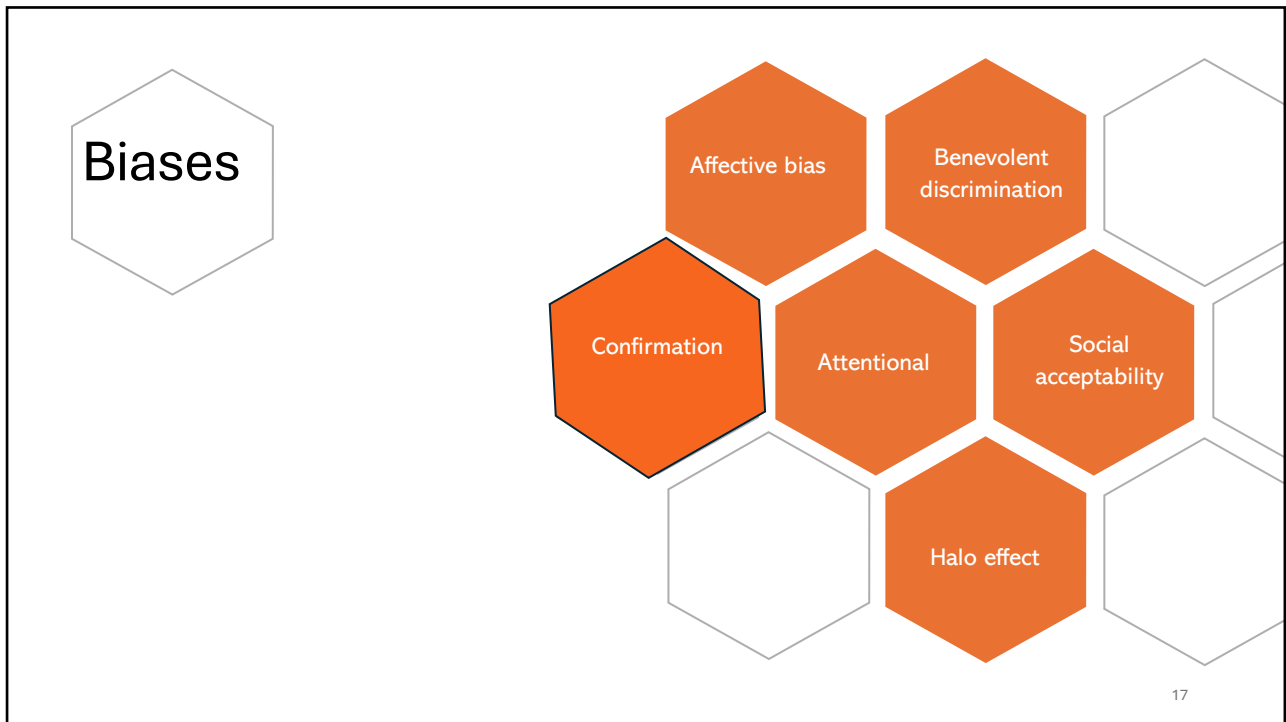 Biases
Affective bias
Benevolent
discrimination
Confirmation
Attentional
Social
acceptability
Halo effect
17